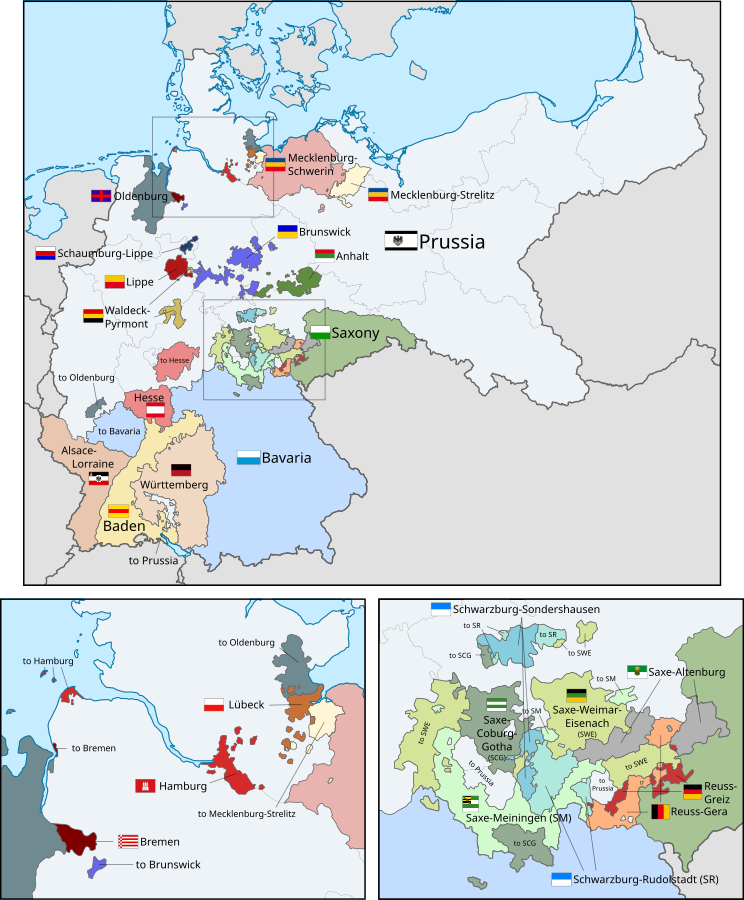 Mecklenburg-
Schwerin
Oldenburg
Mecklenburg-Strelitz
Brunswick
Prussia
Schaumburg-Lippe
Anhalt
Lippe
Waldeck-
Pyrmont
Saxony
to Hesse
to Oldenburg
Hesse
to Bavaria
Alsace-
Lorraine
Bavaria
Württemberg
Baden
to Prussia
to Oldenburg
to Hamburg
Lübeck
to Bremen
Hamburg
to Mecklenburg-Strelitz
Bremen
to Brunswick
Schwarzburg-Sondershausen
to SR
to SR
to SCG
to SWE
Saxe-Altenburg
to SM
Saxe-Weimar-
Eisenach
(SWE)
to SM
Saxe-
Coburg-
Gotha
(SCG)
to SWE
to SWE
to Prussia
to
Prussia
Reuss-
Greiz
Reuss-Gera
Saxe-Meiningen (SM)
to SCG
Schwarzburg-Rudolstadt (SR)